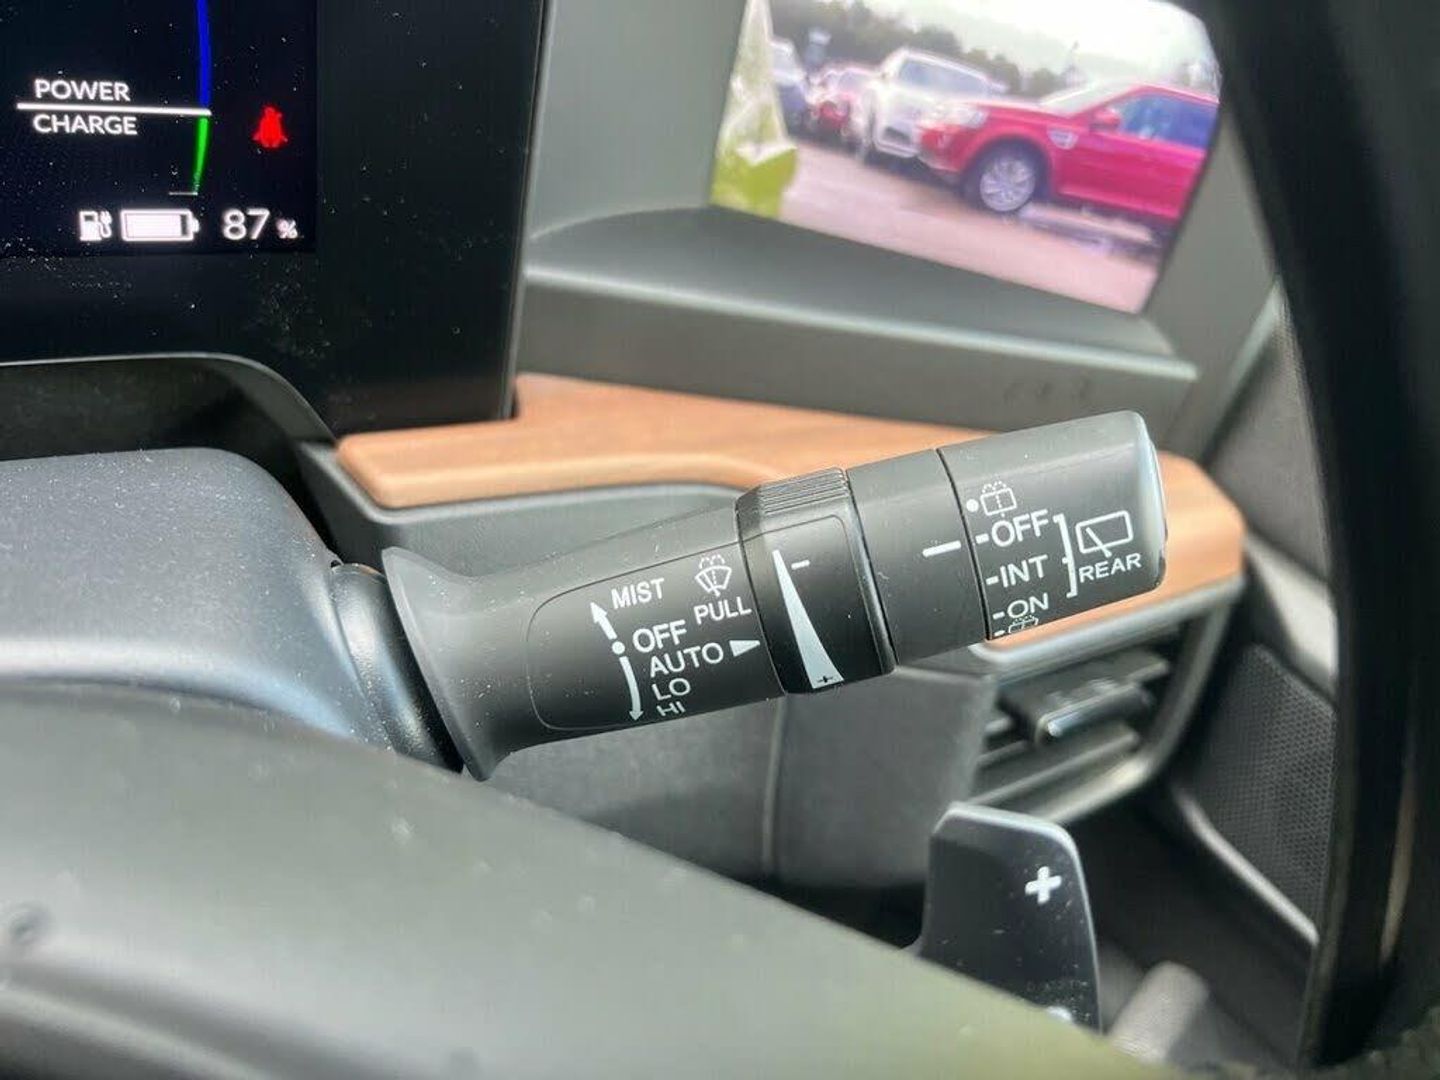 POWER
CHARGE
87 %
MIST
OFF
AUTO
LO
HI
PULL
-
+
-OFF
-INT
-ON
REAR
+